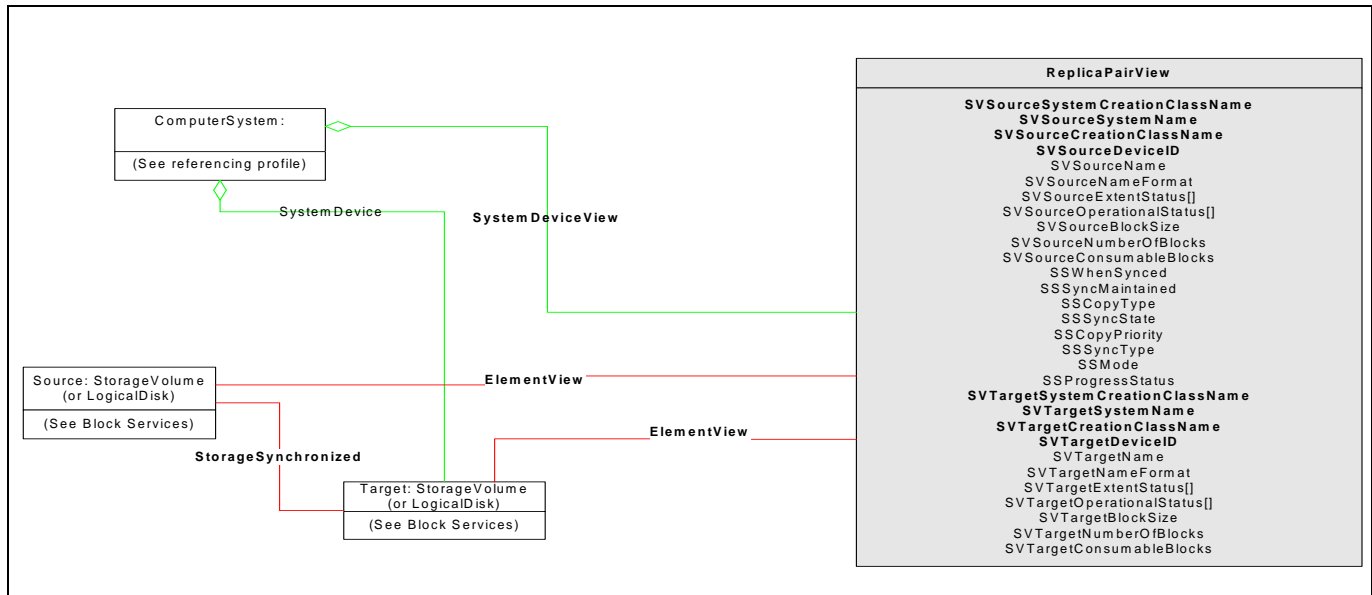 ReplicaPairView
SVSourceSystemCreationClassName
SVSourceSystemName
SVSourceCreationClassName
SVSourceDeviceID
SVSourceName
SVSourceNameFormat
SVSourceExtentStatus[]
SVSourceOperationalStatus[]
SVSourceBlockSize
SVSourceNumberOfBlocks
SVSourceConsumableBlocks
SSWhenSynced
SSSyncMaintained
SSCopyType
SSSyncState
SSCopyPriority
SSSyncType
SSMode
SSProgressStatus
SVTargetSystemCreationClassName
SVTargetSystemName
SVTargetCreationClassName
SVTargetDeviceID
SVTargetName
SVTargetNameFormat
SVTargetExtentStatus[]
SVTargetOperationalStatus[]
SVTargetBlockSize
SVTargetNumberOfBlocks
SVTargetConsumableBlocks
ComputerSystem:
(See referencing profile)
SystemDevice
SystemDeviceView
Source: StorageVolume
(or LogicalDisk)
(See Block Services)
ElementView
ElementView
StorageSynchronized
Target: StorageVolume
(or LogicalDisk)
(See Block Services)